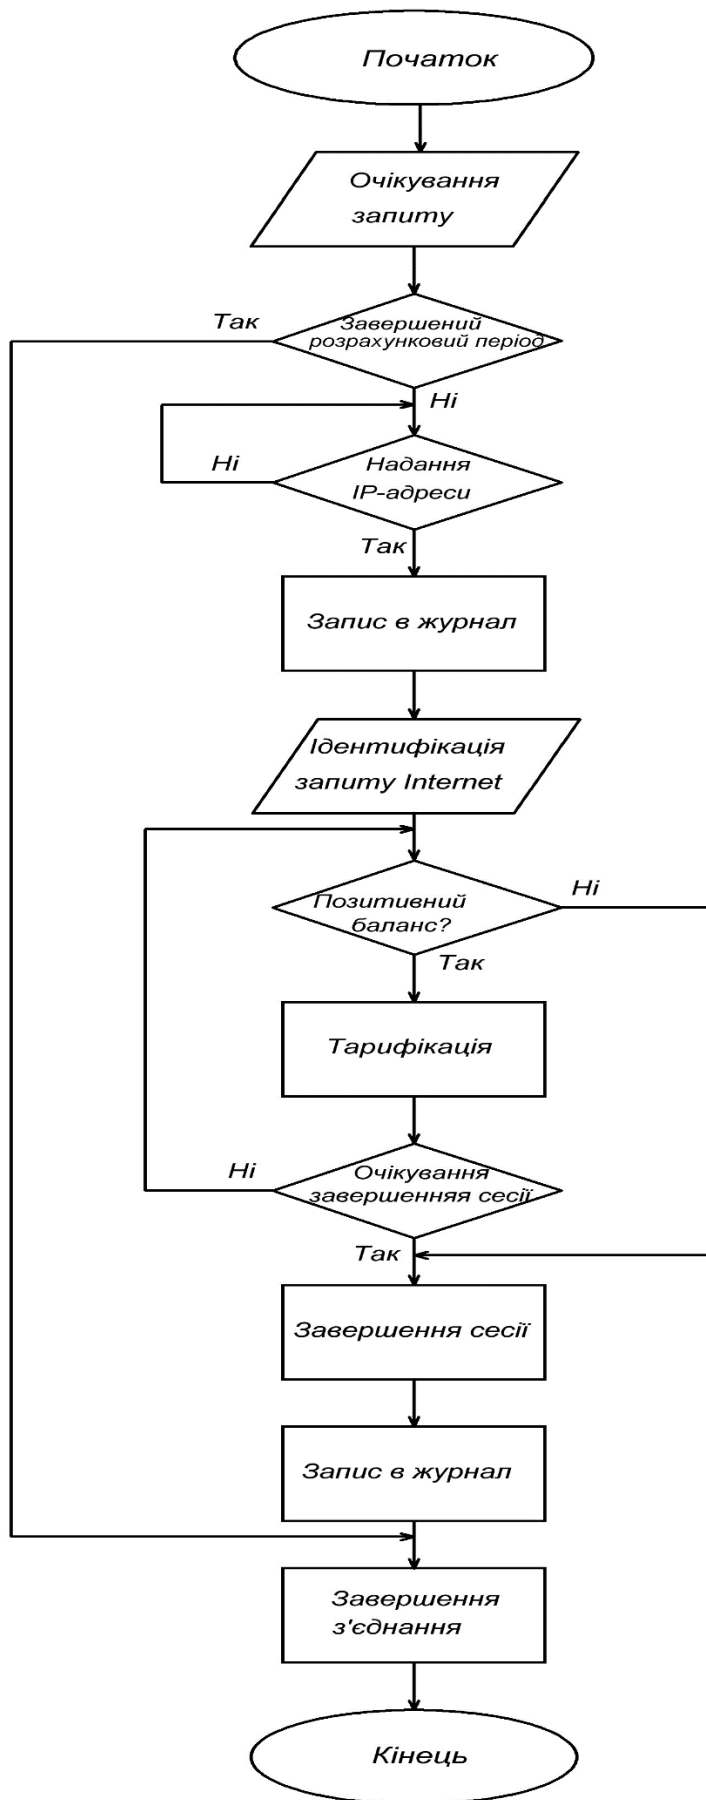 Початок
Очікування
запиту
Так
Завершений
розрахунковий період
Ні
Ні
Надання
IP-адреси
Так
Запис в журнал
Ідентифікація
запиту Internet
Ні
Позитивний
баланс?
Так
Тарифікація
Ні
Очікування
завершенняя сесії
Так
Завершення сесії
Запис в журнал
Завершення
з'єднання
Кінець